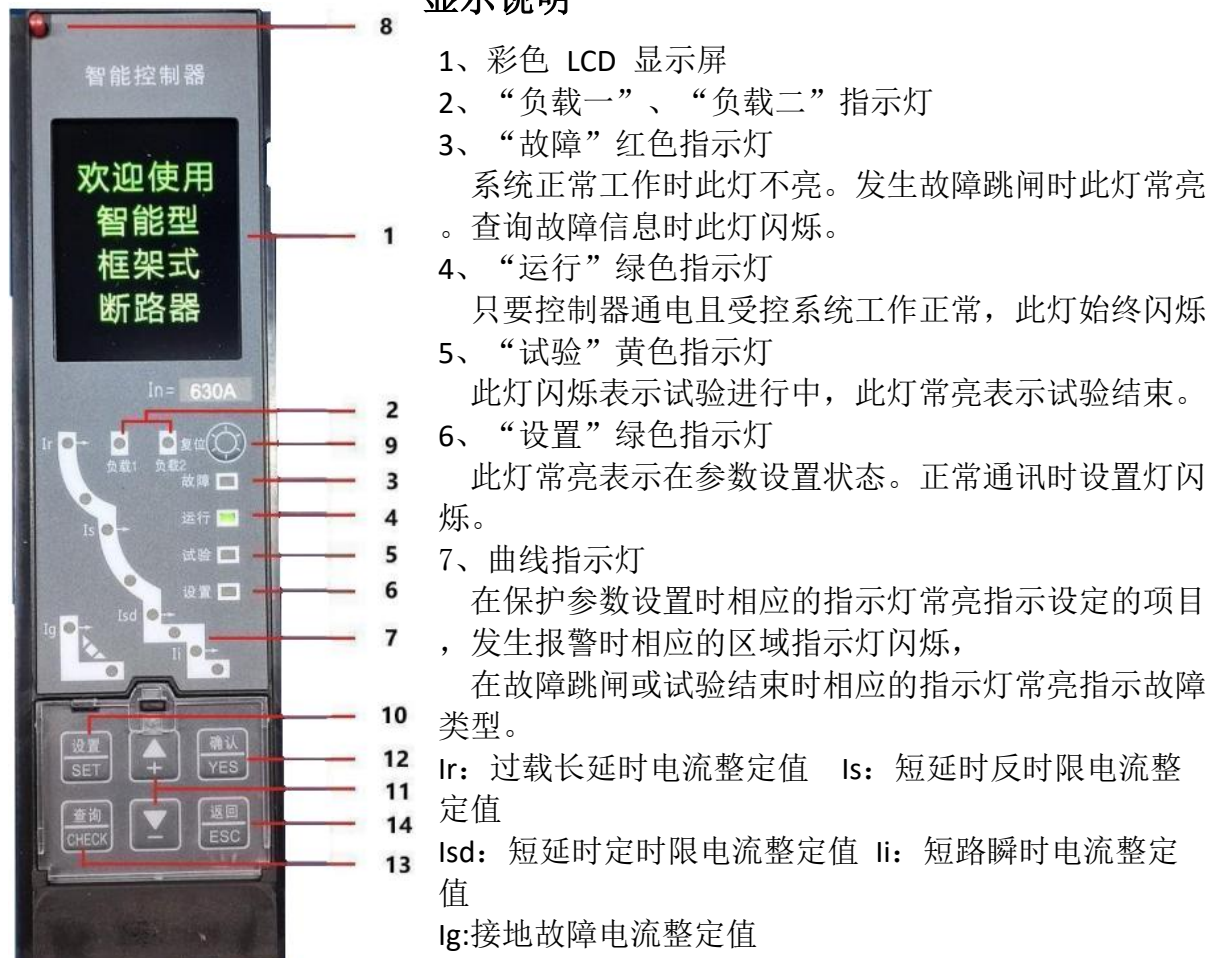 显示说明
8
智能控制器
欢迎使用
智能型
框架式
断路器
1
In= 630A
2
Ir
负载1 负载2
复位
9
故障
3
运行
4
Is
试验
5
设置
6
Isd
Ig
Ii
7
10
设置
SET
+
确认
YES
12
11
查询
CHECK
−
返回
ESC
14
13
1、彩色 LCD 显示屏
2、“负载一”、“负载二”指示灯
3、“故障”红色指示灯
系统正常工作时此灯不亮。发生故障跳闸时此灯常亮
。查询故障信息时此灯闪烁。
4、“运行”绿色指示灯
只要控制器通电且受控系统工作正常，此灯始终闪烁
5、“试验”黄色指示灯
此灯闪烁表示试验进行中，此灯常亮表示试验结束。
6、“设置”绿色指示灯
此灯常亮表示在参数设置状态。正常通讯时设置灯闪
烁。
7、曲线指示灯
在保护参数设置时相应的指示灯常亮指示设定的项目
，发生报警时相应的区域指示灯闪烁，
在故障跳闸或试验结束时相应的指示灯常亮指示故障
类型。
Ir：过载长延时电流整定值 Is：短延时反时限电流整
定值
Isd：短延时定时限电流整定值 Ii：短路瞬时电流整定
值
Ig:接地故障电流整定值